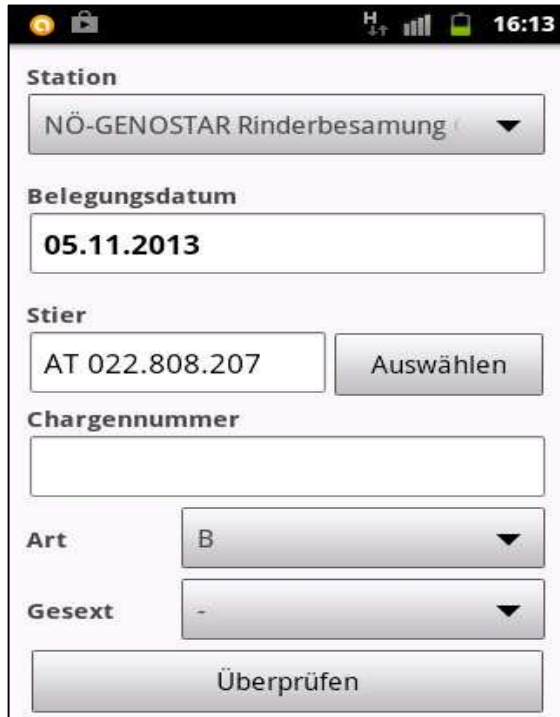 H 16:13
Station
NÖ-GENOSTAR Rinderbesamung
Belegungsdatum
05.11.2013
Stier
AT 022.808.207 Auswählen
Chargennummer
Art B
Gesext -
Überprüfen